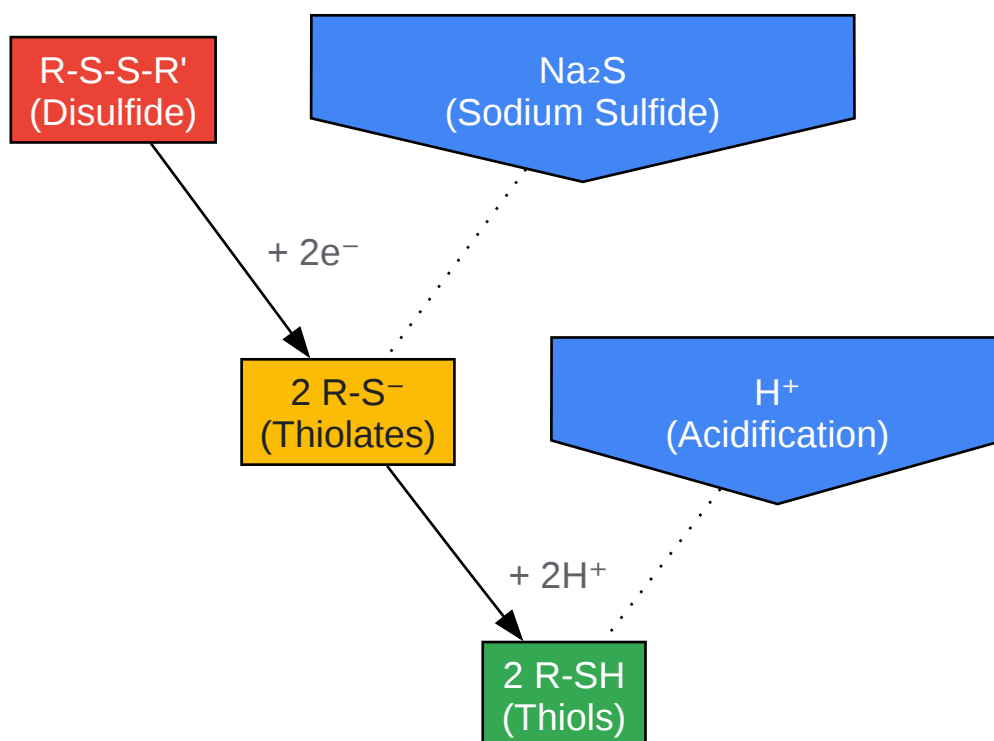 R-S-S-R'
(Disulfide)
Na₂S
(Sodium Sulfide)
+ 2e⁻
2 R-S⁻
(Thiolates)
H⁺
(Acidification)
+ 2H⁺
2 R-SH
(Thiols)